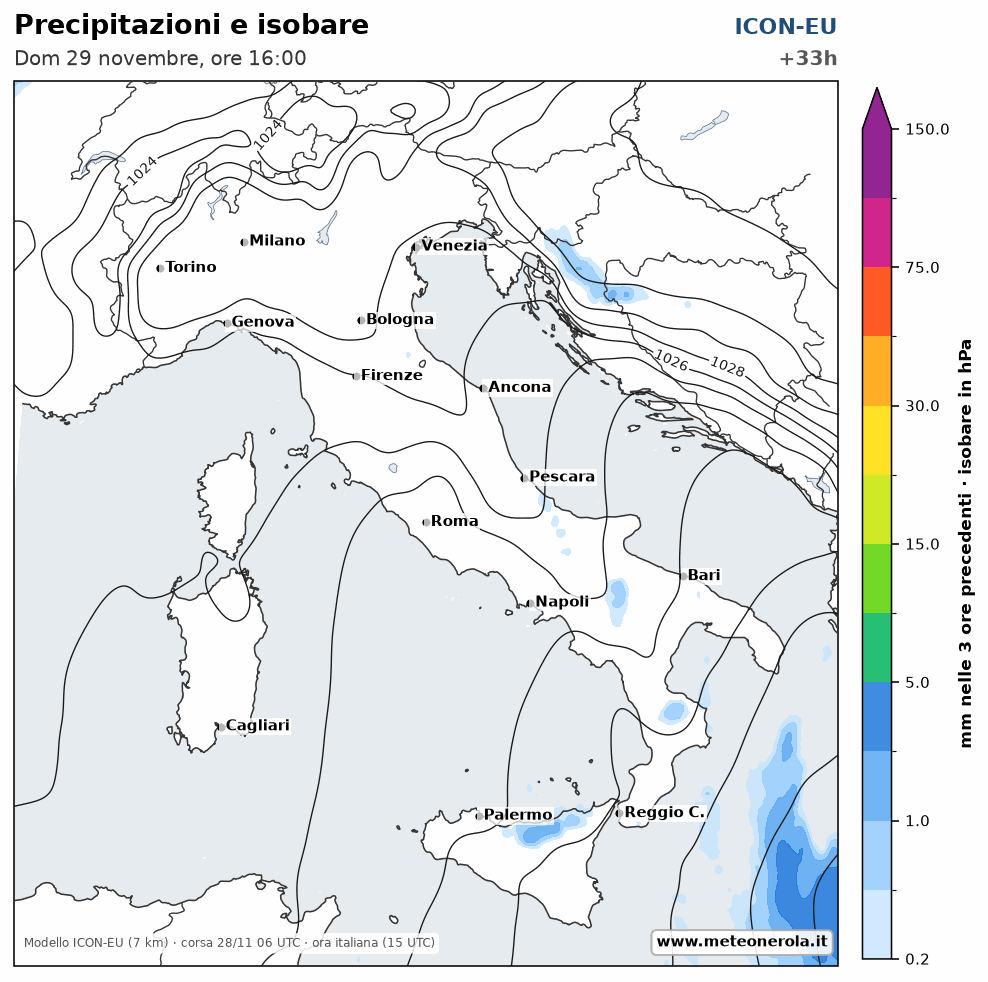 Precipitazioni e isobare
ICON-EU
Dom 29 novembre, ore 16:00
+33h
1024
1024
Milano
Venezia
Torino
Genova
Bologna
Firenze
Ancona
1026
1028
Pescara
Roma
Bari
Napoli
Cagliari
Palermo
Reggio C.
150.0
75.0
30.0
15.0
5.0
1.0
0.2
mm nelle 3 ore precedenti · isobare in hPa
Modello ICON-EU (7 km) · corsa 28/11 06 UTC · ora italiana (15 UTC)
www.meteonerola.it